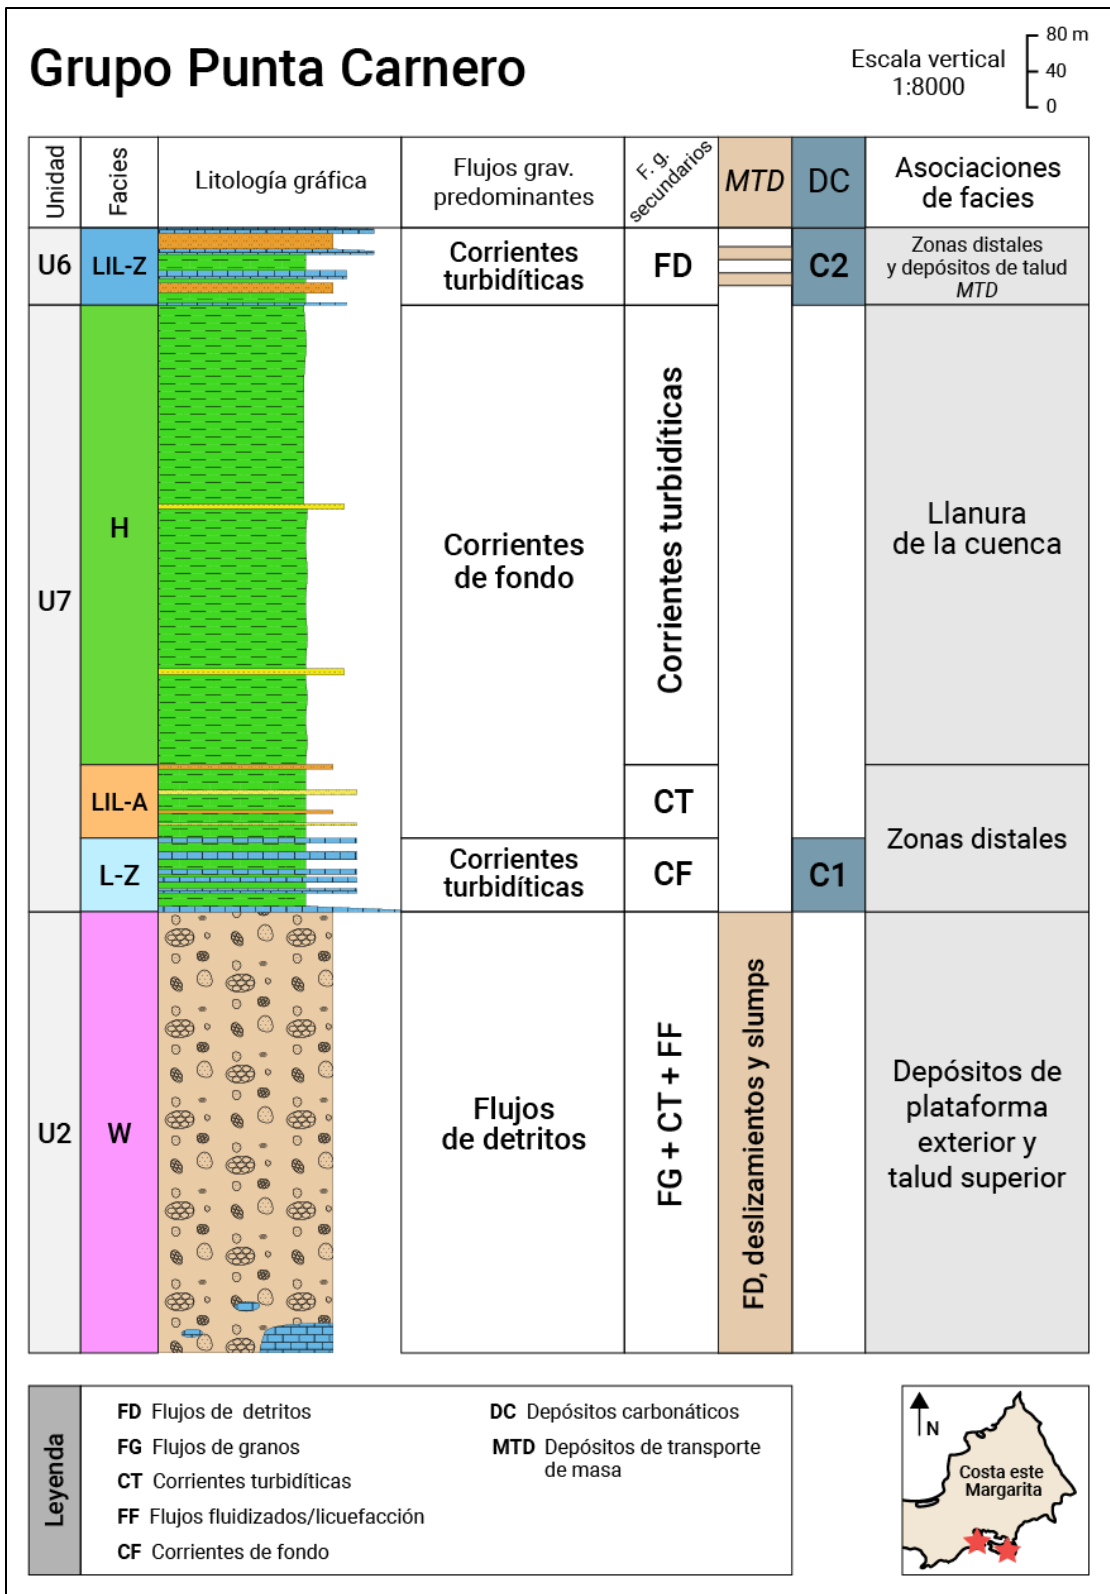 Grupo Punta Carnero
Escala vertical
1:8000
80 m
40
0
Unidad
Facies
Litología gráfica
Flujos grav.
predominantes
F. g.
secundarios
MTD
DC
Asociaciones
de facies
U6
LIL-Z
Corrientes
turbidíticas
FD
C2
Zonas distales
y depósitos de talud
MTD
U7
H
Corrientes
de fondo
Corrientes turbidíticas
Llanura
de la cuenca
LIL-A
CT
Zonas distales
L-Z
Corrientes
turbidíticas
CF
C1
U2
W
Flujos
de detritos
FG + CT + FF
FD, deslizamientos y slumps
Depósitos de
plataforma
exterior y
talud superior
Leyenda
FD Flujos de detritos
FG Flujos de granos
CT Corrientes turbidíticas
FF Flujos fluidizados/licuefacción
CF Corrientes de fondo
DC Depósitos carbonáticos
MTD Depósitos de transporte
de masa
N
Costa este
Margarita